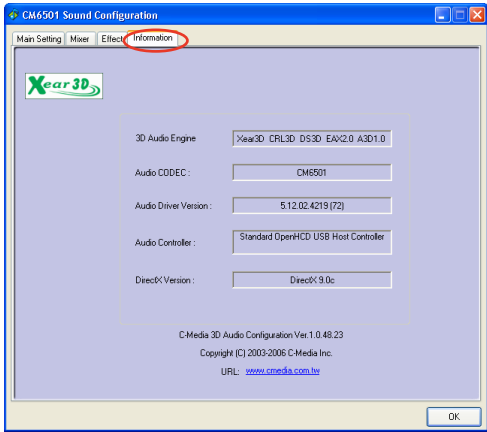 CM6501 Sound Configuration
Main Setting Mixer Effect Information
Xear 3D
3D Audio Engine Xear3D CRL3D DS3D EAX2.0 A3D1.0
Audio CODEC : CM6501
Audio Driver Version : 5.12.02.4219 (72)
Audio Controller : Standard OpenHCD USB Host Controller
DirectX Version : DirectX 9.0c
C-Media 3D Audio Configuration Ver.1.0.48.23
Copyright (C) 2003-2006 C-Media Inc.
URL: www.cmedia.com.tw
OK